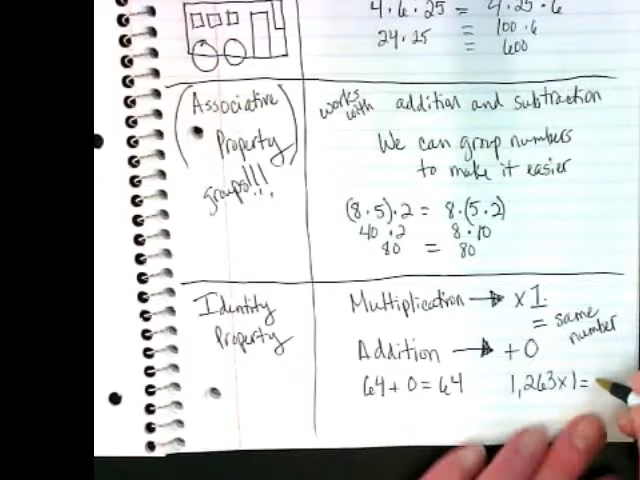 4 · 6 · 25 = 4 · 25 · 6
24 · 25 = 100 · 6
= 600
(Associative Property)
groups!!!
works with addition and subtraction
We can group numbers
to make it easier
(8 · 5) · 2 = 8 · (5 · 2)
40 · 2 8 · 10
80 = 80
Identity
Property
Multiplication → x 1
= same number
Addition → + 0
64 + 0 = 64 1,263 x 1 =